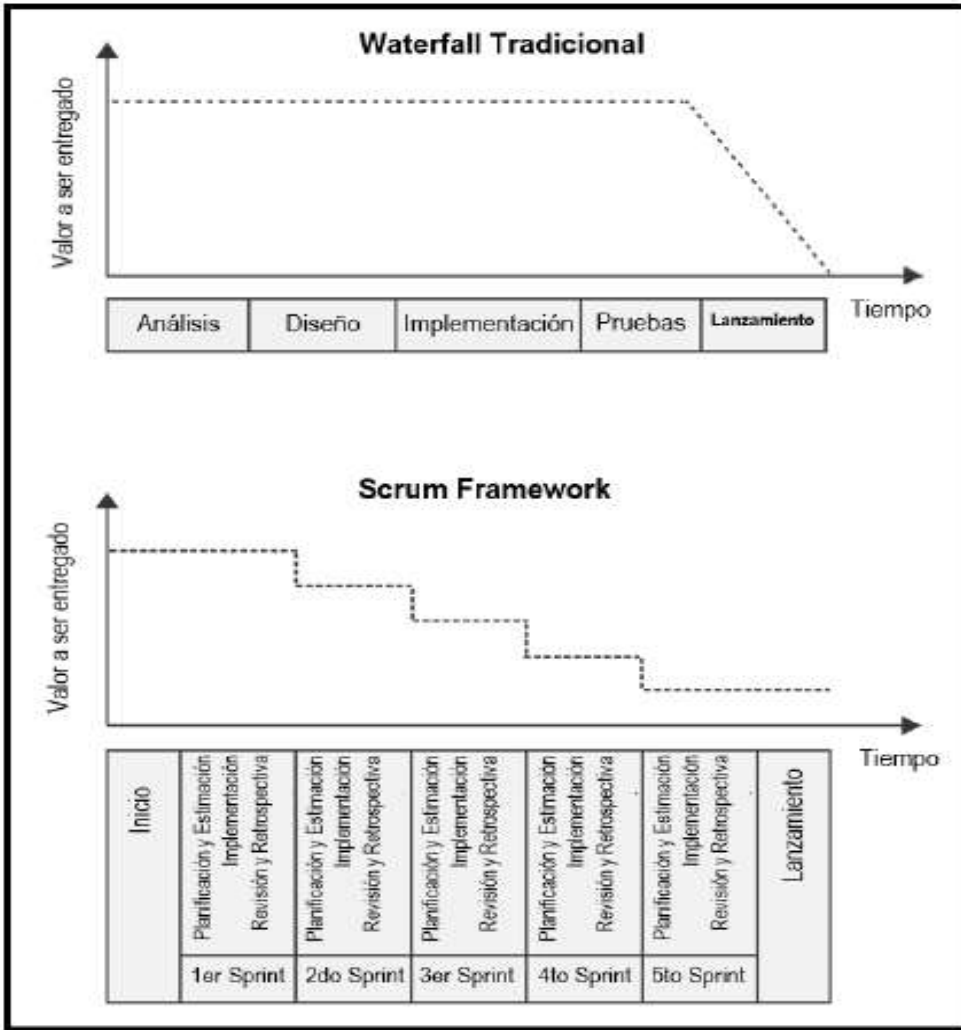 Waterfall Tradicional
Valor a ser entregado
Tiempo
Análisis
Diseño
Implementación
Pruebas
Lanzamiento
Scrum Framework
Valor a ser entregado
Tiempo
Inicio
Planificación y Estimación
Implementación
Revisión y Retrospectiva
1er Sprint
Planificación y Estimación
Implementación
Revisión y Retrospectiva
2do Sprint
Planificación y Estimación
Implementación
Revisión y Retrospectiva
3er Sprint
Planificación y Estimación
Implementación
Revisión y Retrospectiva
4to Sprint
Planificación y Estimación
Implementación
Revisión y Retrospectiva
5to Sprint
Lanzamiento